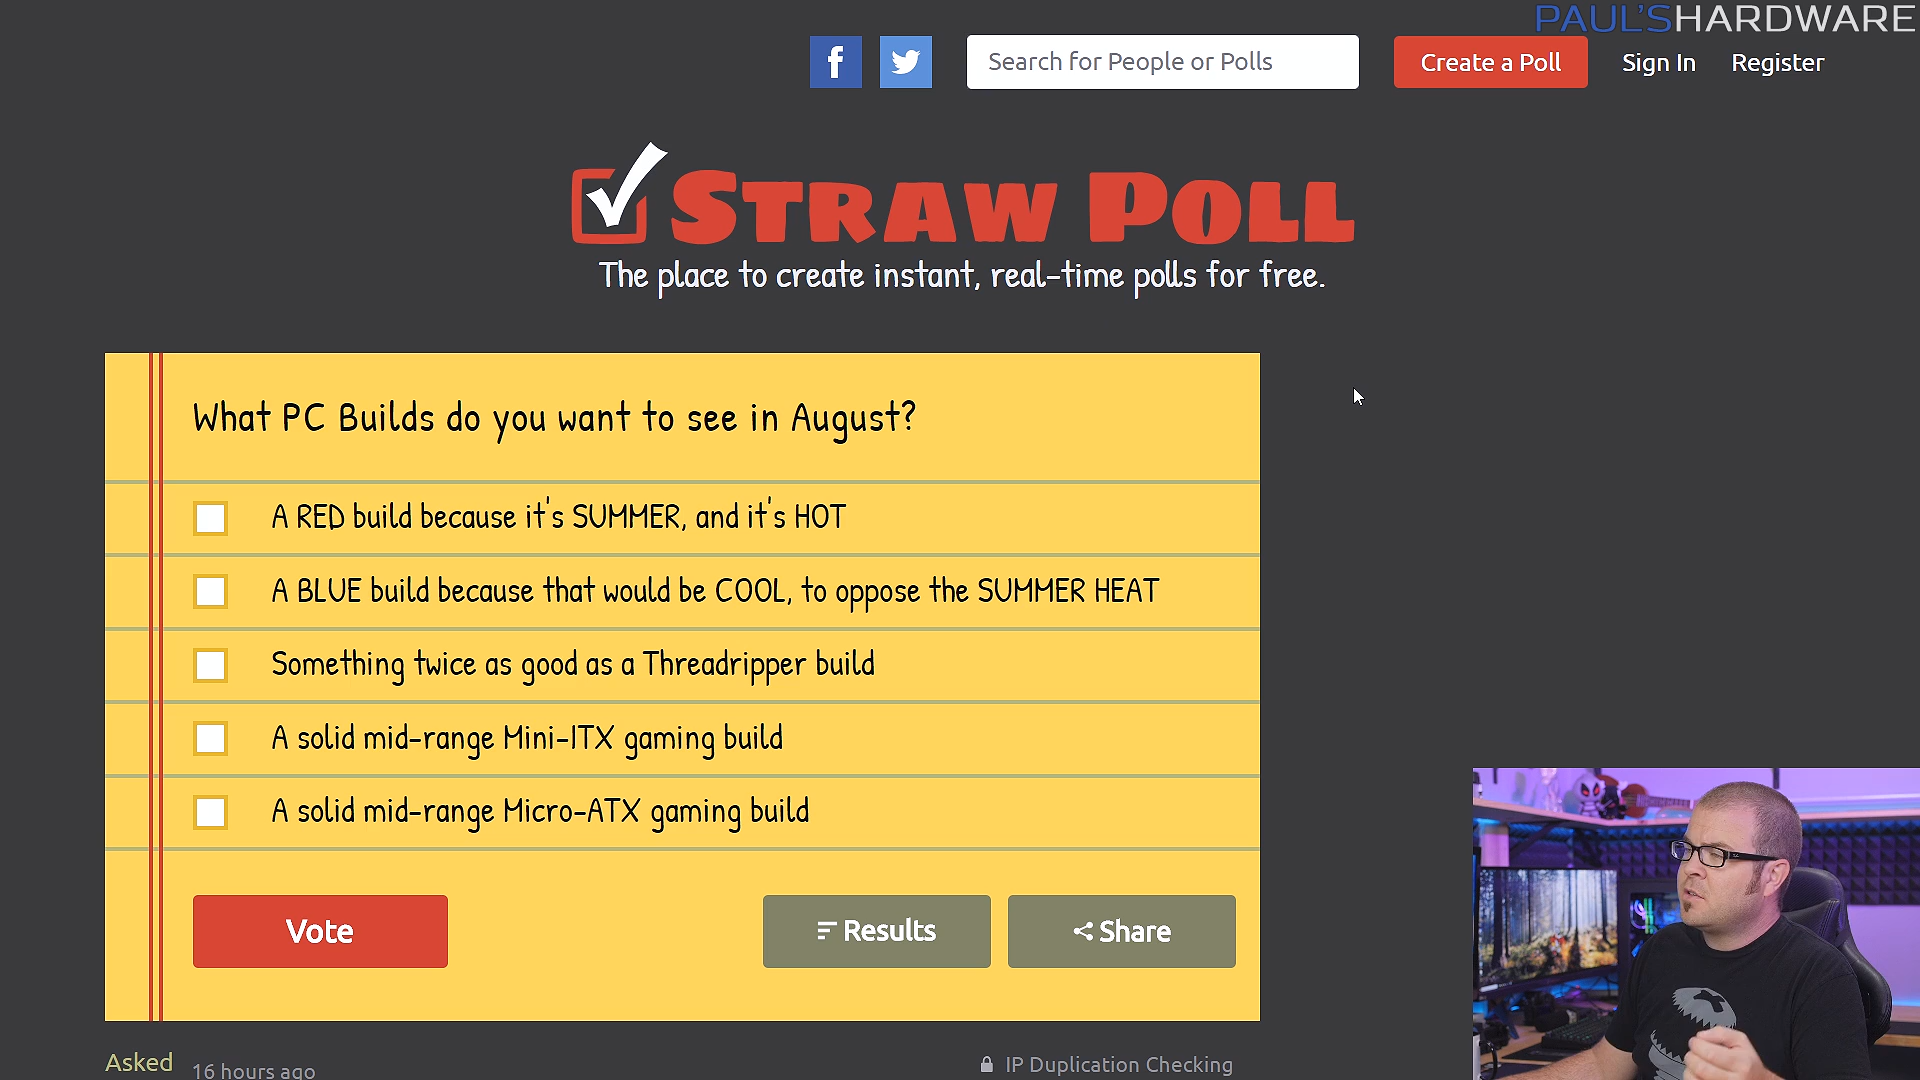 PAUL'SHARDWARE
f
Search for People or Polls
Create a Poll
Sign In
Register
STRAW POLL
The place to create instant, real-time polls for free.
What PC Builds do you want to see in August?
A RED build because it's SUMMER, and it's HOT
A BLUE build because that would be COOL, to oppose the SUMMER HEAT
Something twice as good as a Threadripper build
A solid mid-range Mini-ITX gaming build
A solid mid-range Micro-ATX gaming build
Vote
Results
Share
Asked 16 hours ago
IP Duplication Checking